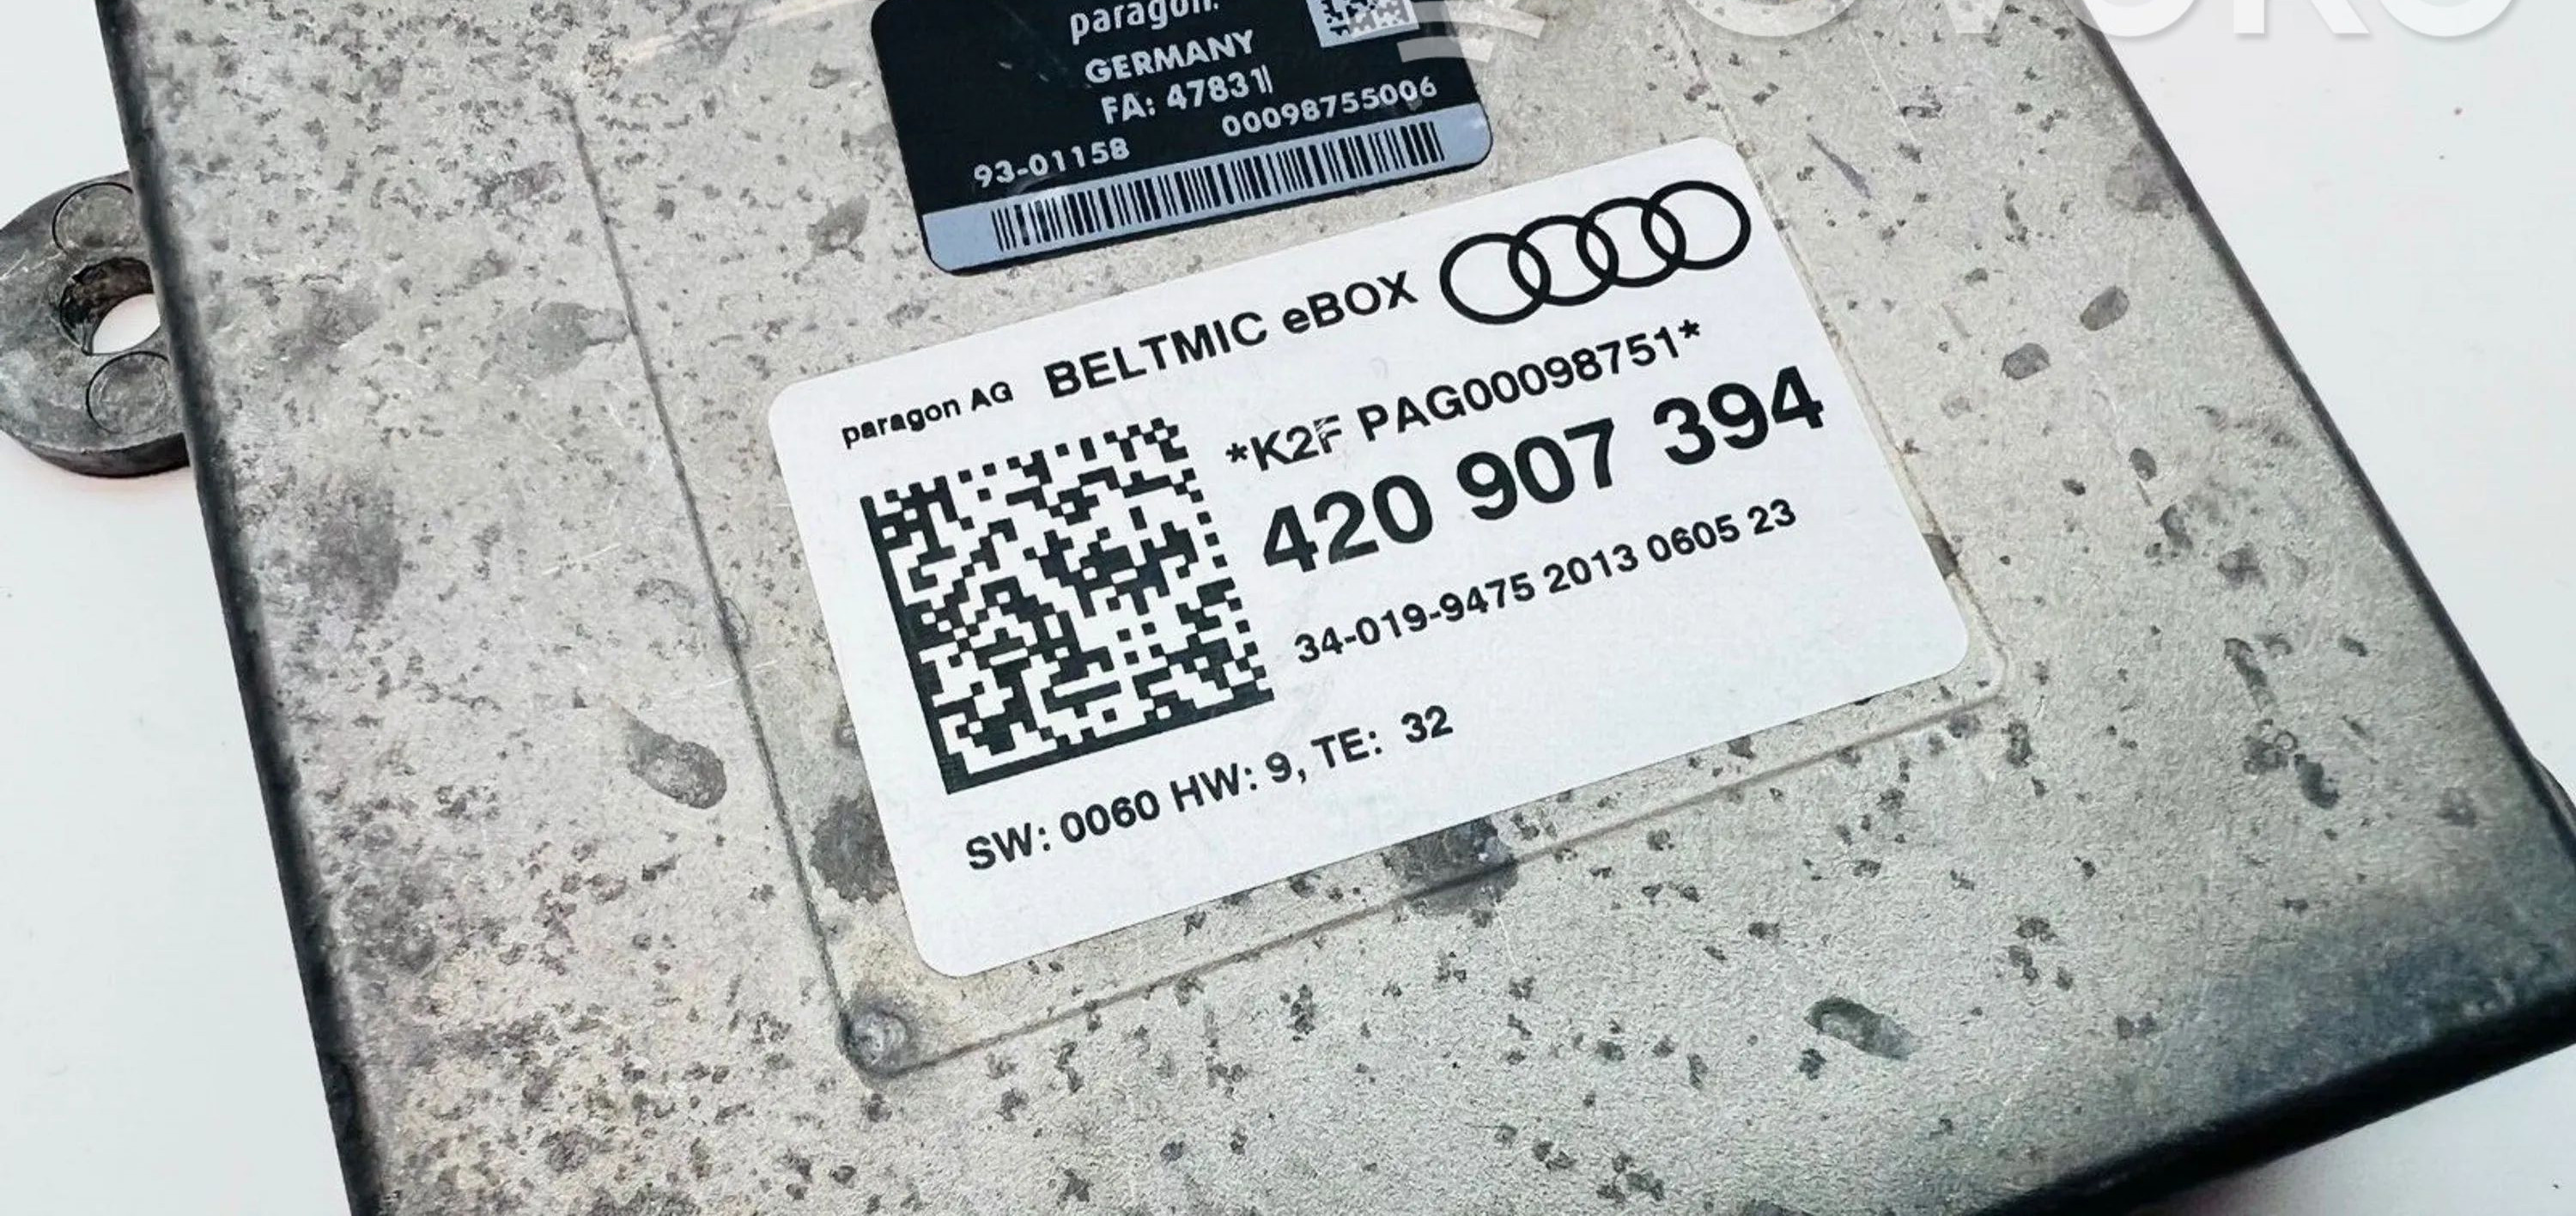 paragon.
GERMANY
FA: 47831
93-01158 00098755006
paragon AG BELTMIC eBOX
*K2F PAG00098751*
420 907 394
34-019-9475 2013 0605 23
SW: 0060 HW: 9, TE: 32